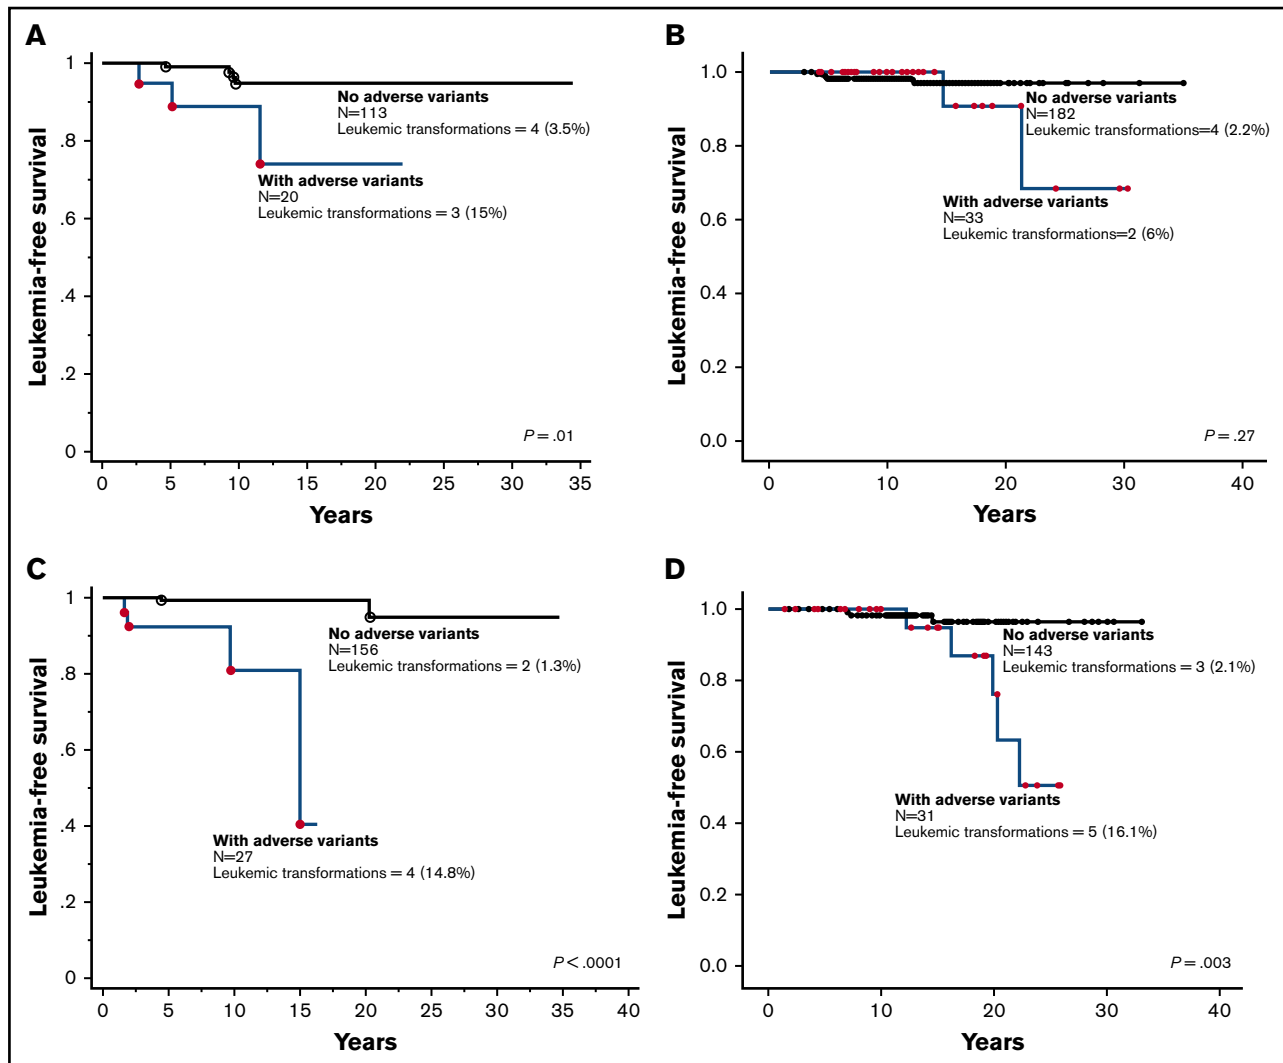 A
Leukemia-free survival
1
.8
.6
.4
.2
0
No adverse variants
N=113
Leukemic transformations = 4 (3.5%)
With adverse variants
N=20
Leukemic transformations = 3 (15%)
P = .01
0 5 10 15 20 25 30 35
Years
B
Leukemia-free survival
1.0
0.8
0.6
0.4
0.2
0.0
No adverse variants
N=182
Leukemic transformations=4 (2.2%)
With adverse variants
N=33
Leukemic transformations=2 (6%)
P = .27
0 10 20 30 40
Years
C
Leukemia-free survival
1
.8
.6
.4
.2
0
No adverse variants
N=156
Leukemic transformations = 2 (1.3%)
With adverse variants
N=27
Leukemic transformations = 4 (14.8%)
P < .0001
0 5 10 15 20 25 30 35 40
Years
D
Leukemia-free survival
1.0
0.8
0.6
0.4
0.2
0.0
No adverse variants
N=143
Leukemic transformations = 3 (2.1%)
With adverse variants
N=31
Leukemic transformations = 5 (16.1%)
P = .003
0 10 20 30 40
Years